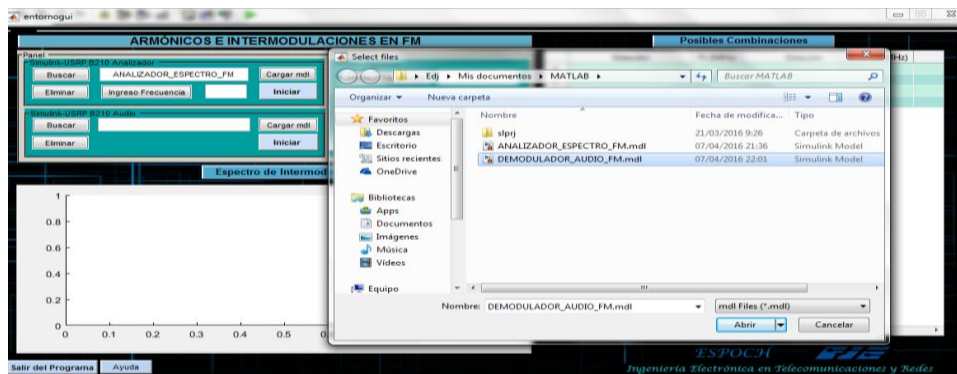 entornogui
ARMÓNICOS E INTERMODULACIONES EN FM
Posibles Combinaciones
Panel
Simulink-USRP B210 Analizador
Buscar
ANALIZADOR_ESPECTRO_FM
Cargar mdl
Eliminar
Ingreso Frecuencia
Iniciar
Simulink-USRP B210 Audio
Buscar
Cargar mdl
Eliminar
Iniciar
Espectro de Intermod
1
0.8
0.6
0.4
0.2
0
0 0.1 0.2 0.3 0.4 0.5
Hz)
Select files
Edj Mis documentos MATLAB
Buscar MATLAB
Organizar Nueva carpeta
Favoritos
Descargas
Escritorio
Sitios recientes
OneDrive
Bibliotecas
Apps
Documentos
Imágenes
Música
Vídeos
Equipo
Nombre Fecha de modifica... Tipo
slprj 21/03/2016 9:26 Carpeta de archivos
ANALIZADOR_ESPECTRO_FM.mdl 07/04/2016 21:36 Simulink Model
DEMODULADOR_AUDIO_FM.mdl 07/04/2016 22:01 Simulink Model
Nombre: DEMODULADOR_AUDIO_FM.mdl
mdl Files (*.mdl)
Abrir
Cancelar
Salir del Programa
Ayuda
ESPOCH
Ingeniería Electrónica en Telecomunicaciones y Redes